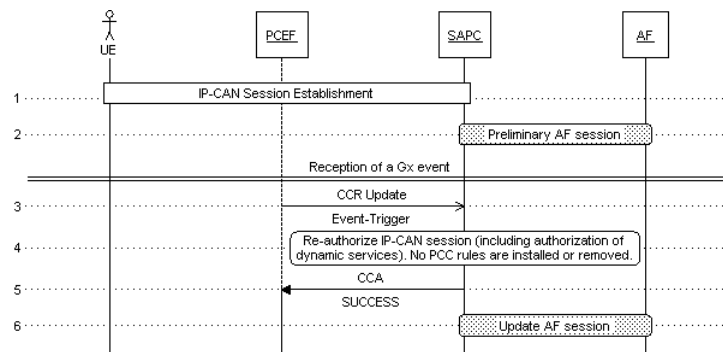 UE
PCEF
SAPC
AF
1
IP-CAN Session Establishment
2
Preliminary AF session
Reception of a Gx event
CCR Update
3
Event-Trigger
4
Re-authorize IP-CAN session (including authorization of
dynamic services). No PCC rules are installed or removed.
CCA
5
SUCCESS
6
Update AF session